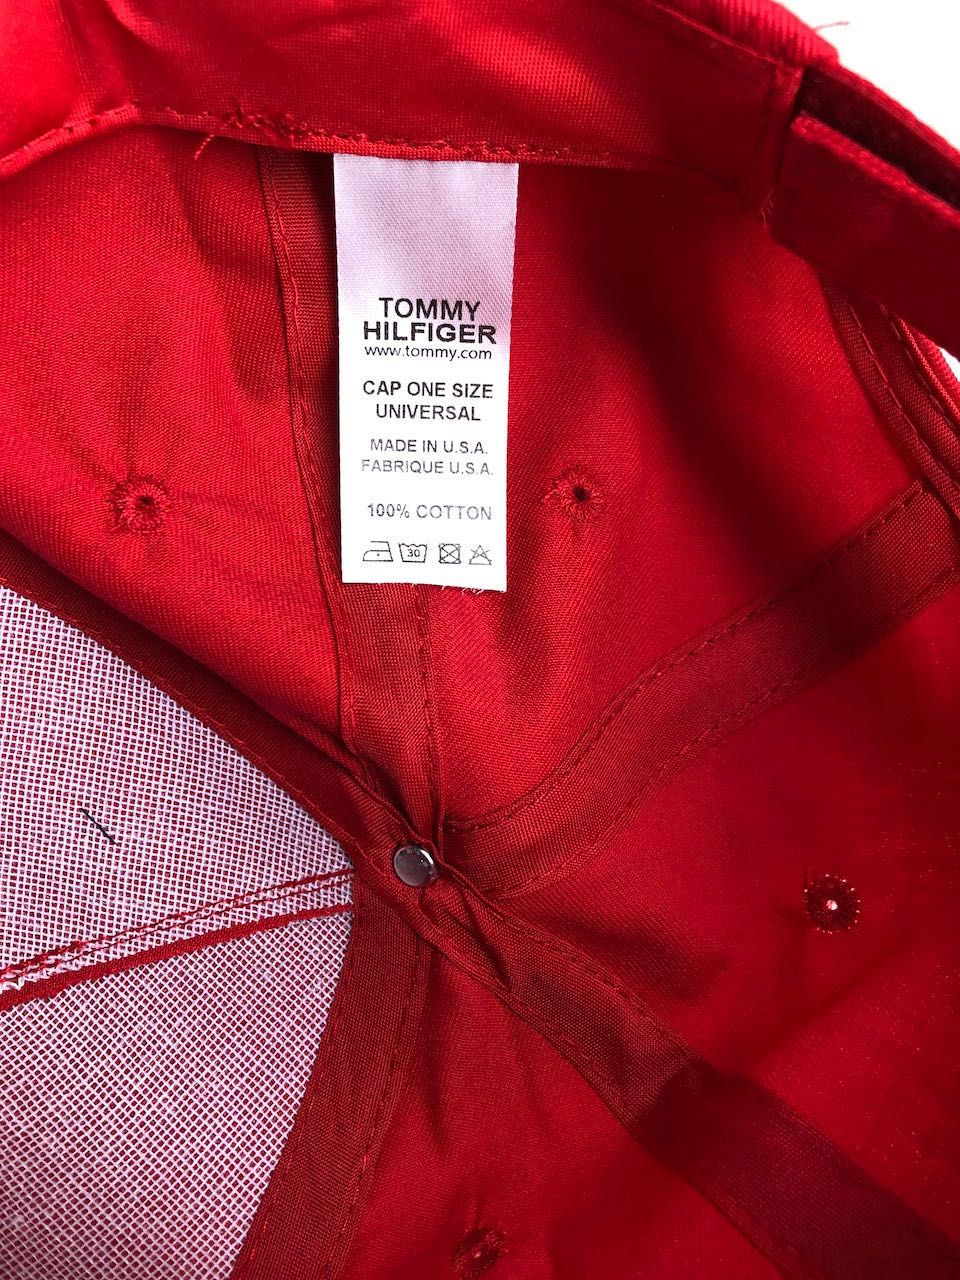 TOMMY
HILFIGER
www.tommy.com
CAP ONE SIZE
UNIVERSAL
MADE IN U.S.A.
FABRIQUE U.S.A.
100% COTTON
30